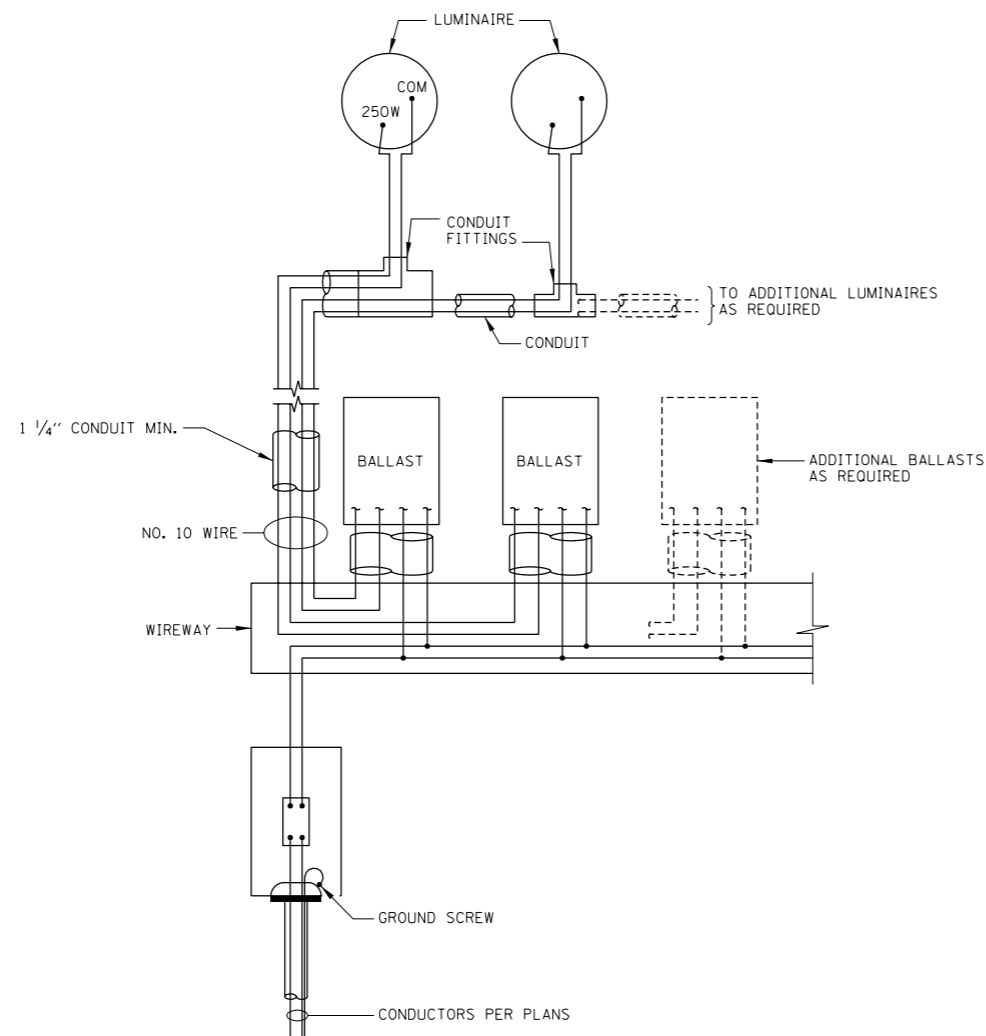 LUMINAIRE
COM
250W
CONDUIT
FITTINGS
TO ADDITIONAL LUMINAIRES
AS REQUIRED
CONDUIT
1 1/4" CONDUIT MIN.
BALLAST
BALLAST
ADDITIONAL BALLASTS
AS REQUIRED
NO. 10 WIRE
WIREWAY
GROUND SCREW
CONDUCTORS PER PLANS